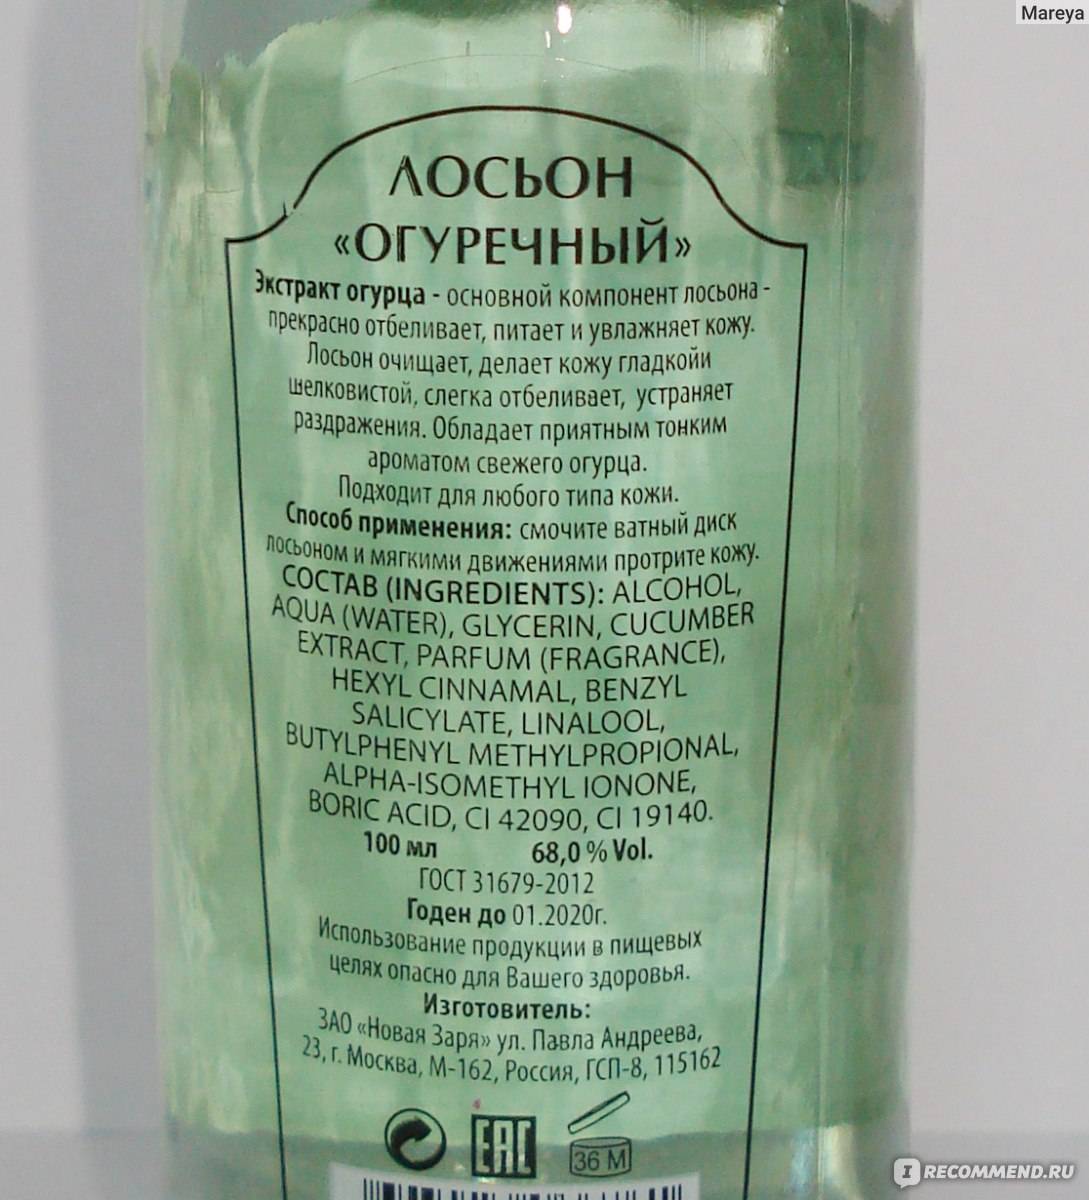 Mareya
ЛОСЬОН
«ОГУРЕЧНЫЙ»
Экстракт огурца - основной компонент лосьона -
прекрасно отбеливает, питает и увлажняет кожу.
Лосьон очищает, делает кожу гладкойи
шелковистой, слегка отбеливает, устраняет
раздражения. Обладает приятным тонким
ароматом свежего огурца.
Подходит для любого типа кожи.
Способ применения: смочите ватный диск
лосьоном и мягкими движениями протрите кожу.
СОСТАВ (INGREDIENTS): ALCOHOL,
AQUA (WATER), GLYCERIN, CUCUMBER
EXTRACT, PARFUM (FRAGRANCE),
HEXYL CINNAMAL, BENZYL
SALICYLATE, LINALOOL,
BUTYLPHENYL METHYLPROPIONAL,
ALPHA-ISOMETHYL IONONE,
BORIC ACID, CI 42090, CI 19140.
100 мл 68,0 % Vol.
ГОСТ 31679-2012
Годен до 01.2020г.
Использование продукции в пищевых
целях опасно для Вашего здоровья.
Изготовитель:
ЗАО «Новая Заря» ул. Павла Андреева,
23, г. Москва, М-162, Россия, ГСП-8, 115162
EAC
36 M
IRECOMMEND.RU